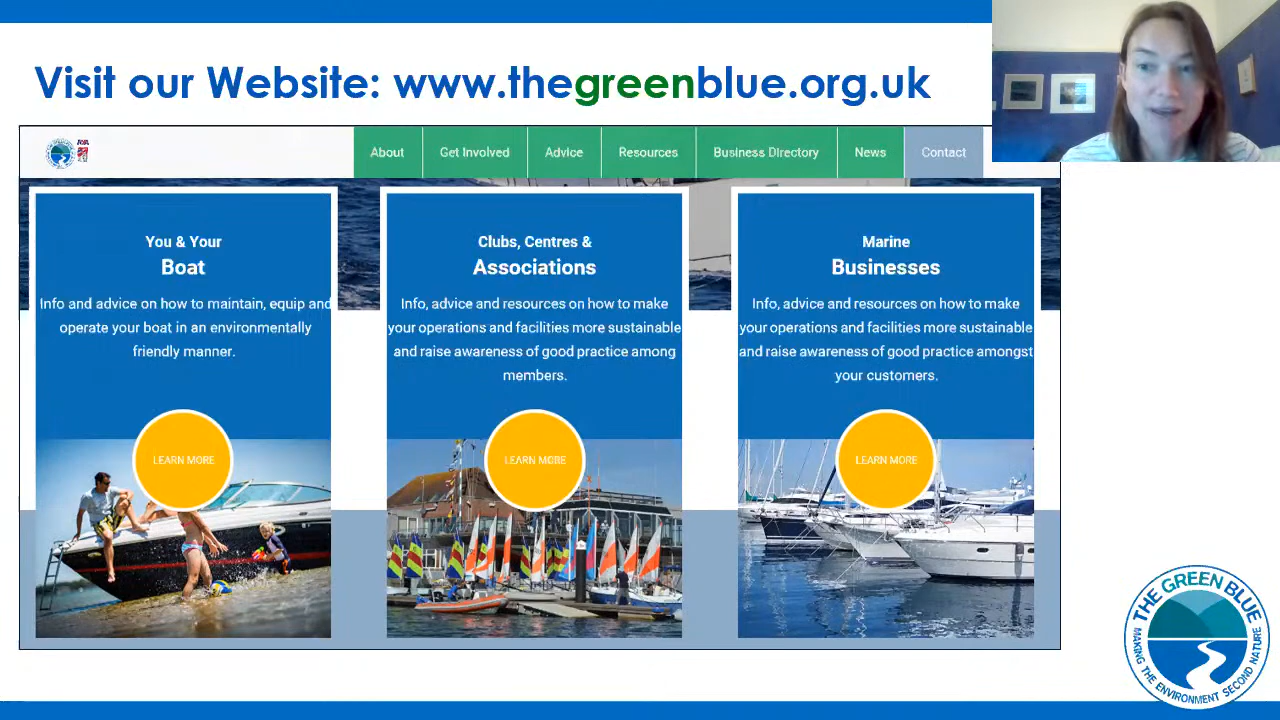 Visit our Website: www.thegreenblue.org.uk
About
Get Involved
Advice
Resources
Business Directory
News
Contact
You & Your
Boat
Info and advice on how to maintain, equip and
operate your boat in an environmentally
friendly manner.
LEARN MORE
Clubs, Centres &
Associations
Info, advice and resources on how to make
your operations and facilities more sustainable
and raise awareness of good practice among
members.
LEARN MORE
Marine
Businesses
Info, advice and resources on how to make
your operations and facilities more sustainable
and raise awareness of good practice amongst
your customers.
LEARN MORE
THE GREEN BLUE
MAKING THE ENVIRONMENT SECOND NATURE